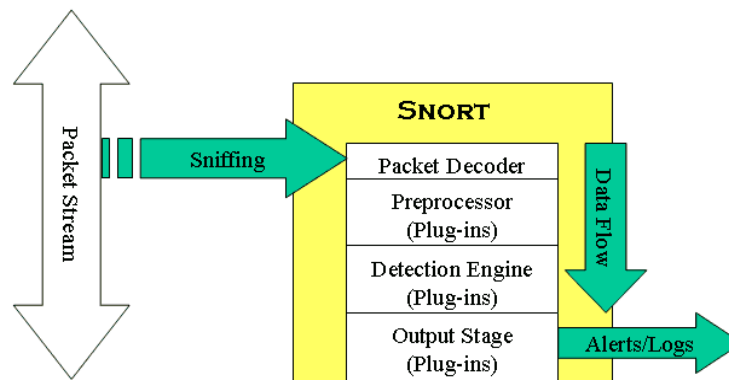 SNORT
Packet Stream
Sniffing
Packet Decoder
Preprocessor
(Plug-ins)
Detection Engine
(Plug-ins)
Output Stage
(Plug-ins)
Data Flow
Alerts/Logs